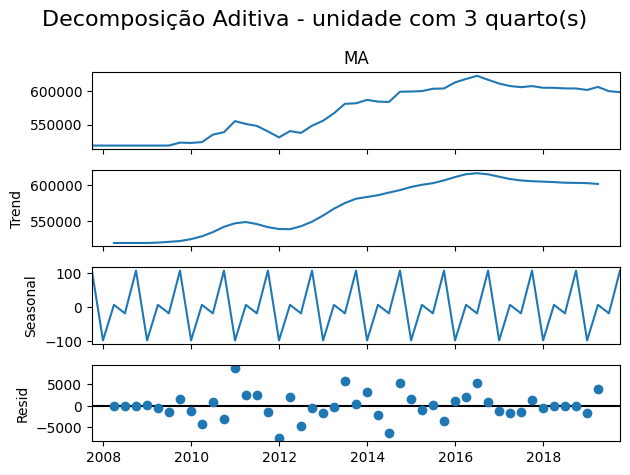 Decomposição Aditiva - unidade com 3 quarto(s)
MA
600000
550000
Trend
600000
550000
Seasonal
100
0
−100
Resid
5000
0
−5000
2008 2010 2012 2014 2016 2018